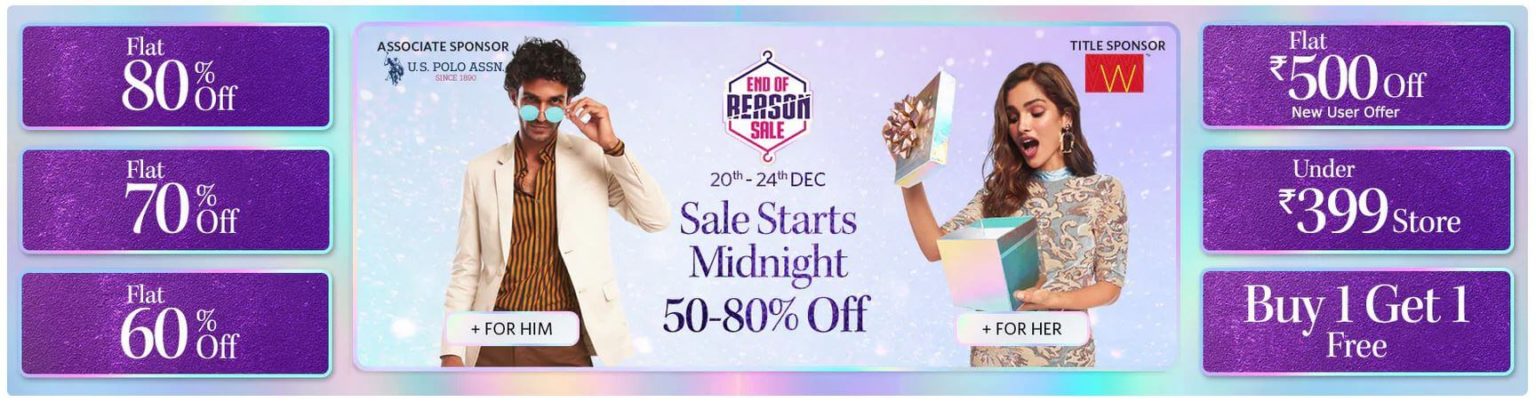 Flat
80% Off
Flat
70% Off
Flat
60% Off
ASSOCIATE SPONSOR
U.S. POLO ASSN.
SINCE 1890
END OF
REASON
SALE
20th - 24th DEC
Sale Starts
Midnight
50-80% Off
+ FOR HIM
TITLE SPONSOR
W
+ FOR HER
Flat
₹500 Off
New User Offer
Under
₹399 Store
Buy 1 Get 1
Free